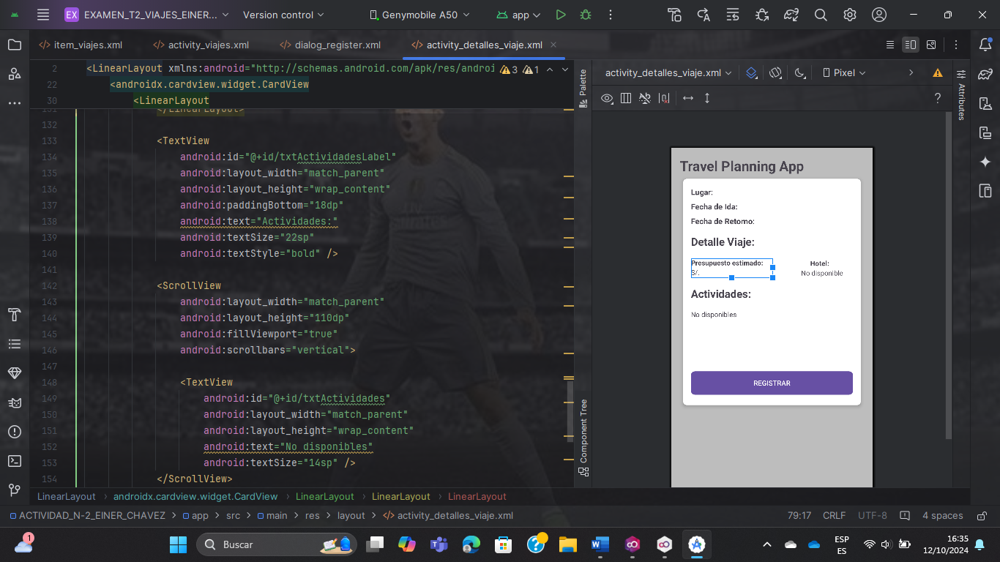 EX EXAMEN_T2_VIAJES_EINER... Version control Genymobile A50 app
item_viajes.xml activity_viajes.xml dialog_register.xml activity_detalles_viaje.xml
2 <LinearLayout xmlns:android="http://schemas.android.com/apk/res/androi 3 1
22 <androidx.cardview.widget.CardView
30 <LinearLayout
131 </LinearLayout>
132
133 <TextView
134 android:id="@+id/txtActividadesLabel"
135 android:layout_width="match_parent"
136 android:layout_height="wrap_content"
137 android:paddingBottom="18dp"
138 android:text="Actividades:"
139 android:textSize="22sp"
140 android:textStyle="bold" />
141
142 <ScrollView
143 android:layout_width="match_parent"
144 android:layout_height="110dp"
145 android:fillViewport="true"
146 android:scrollbars="vertical">
147
148 <TextView
149 android:id="@+id/txtActividades"
150 android:layout_width="match_parent"
151 android:layout_height="wrap_content"
152 android:text="No disponibles"
153 android:textSize="14sp" />
154 </ScrollView>
Palette
Component Tree
activity_detalles_viaje.xml Pixel
?
Attributes
Travel Planning App
Lugar:
Fecha de Ida:
Fecha de Retorno:
Detalle Viaje:
Presupuesto estimado: Hotel:
S/. No disponible
Actividades:
No disponibles
REGISTRAR
LinearLayout > androidx.cardview.widget.CardView > LinearLayout > LinearLayout > LinearLayout
ACTIVIDAD_N-2_EINER_CHAVEZ > app > src > main > res > layout > activity_detalles_viaje.xml 79:17 CRLF UTF-8 4 spaces
1 Buscar ESP 16:35
ES 12/10/2024